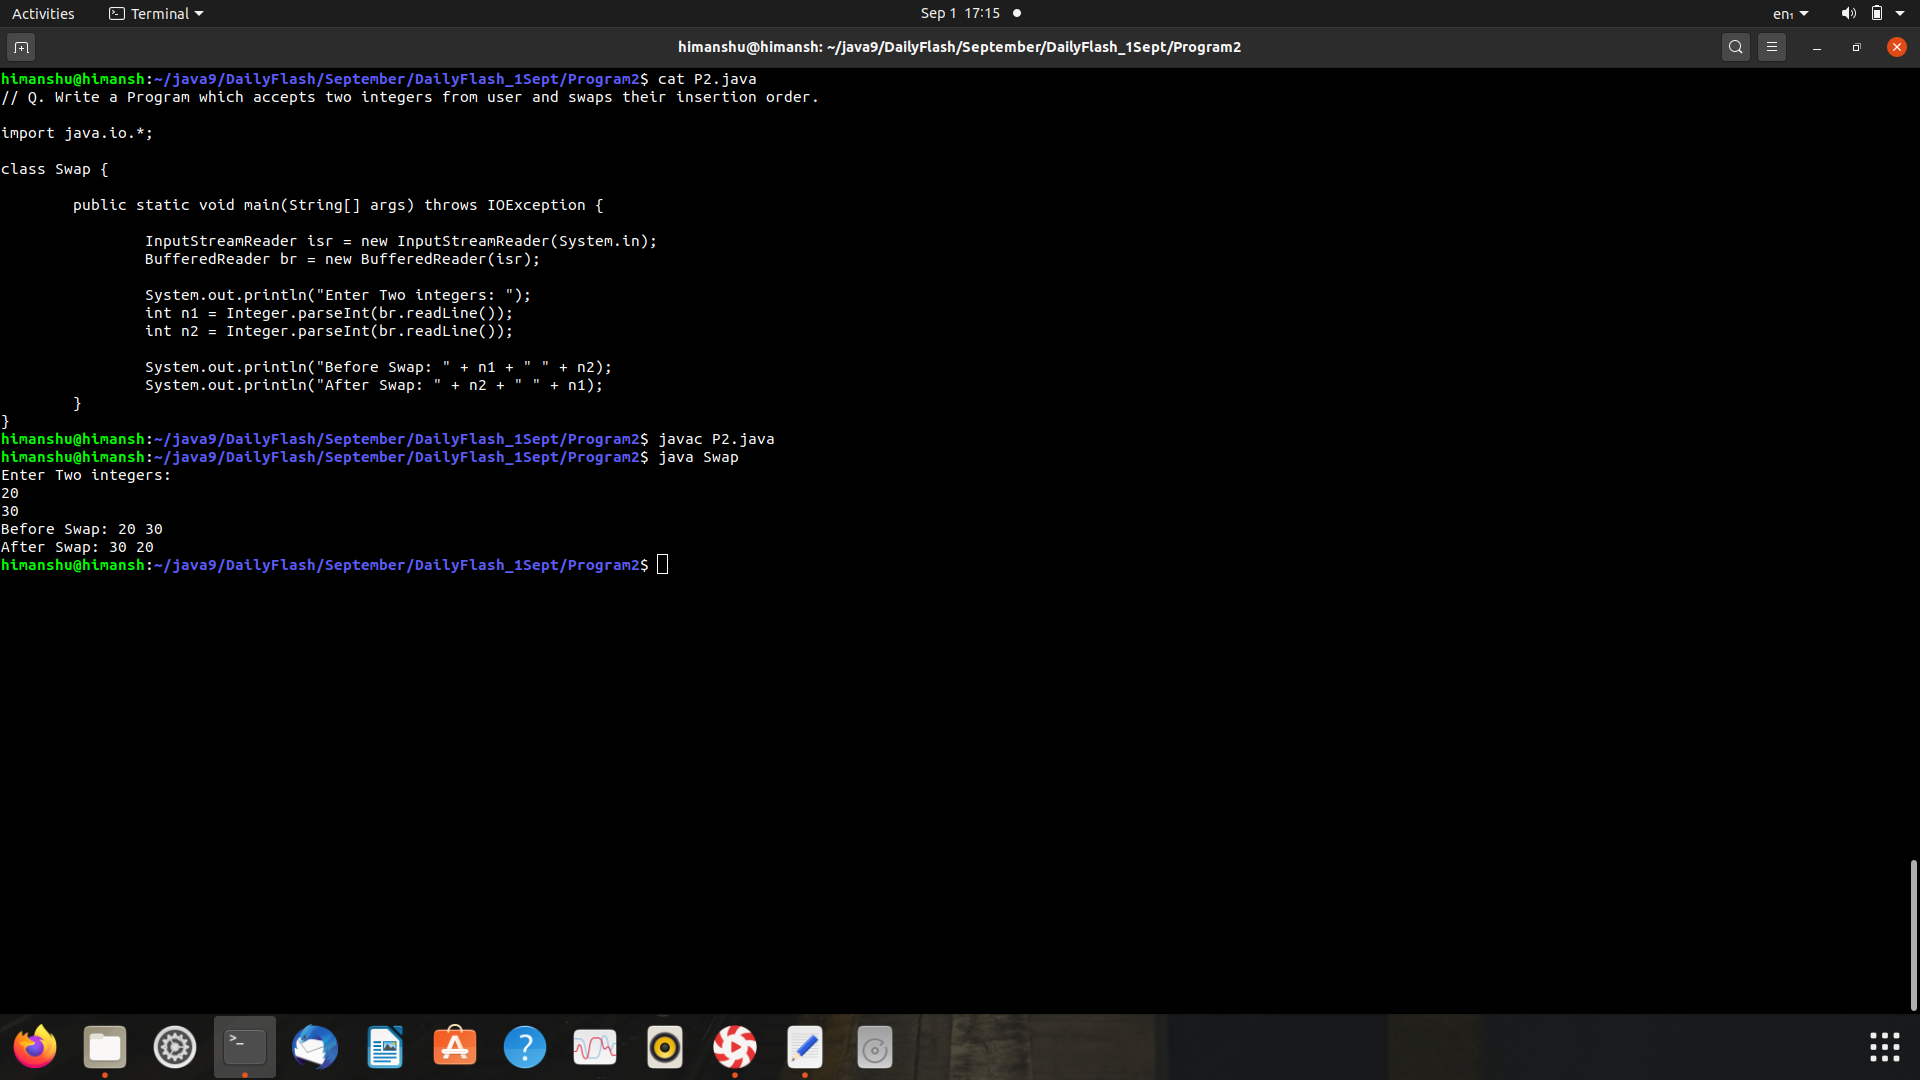 Activities Terminal Sep 1 17:15 en₁
himanshu@himansh: ~/java9/DailyFlash/September/DailyFlash_1Sept/Program2
himanshu@himansh:~/java9/DailyFlash/September/DailyFlash_1Sept/Program2$ cat P2.java
// Q. Write a Program which accepts two integers from user and swaps their insertion order.

import java.io.*;

class Swap {

        public static void main(String[] args) throws IOException {

                InputStreamReader isr = new InputStreamReader(System.in);
                BufferedReader br = new BufferedReader(isr);

                System.out.println("Enter Two integers: ");
                int n1 = Integer.parseInt(br.readLine());
                int n2 = Integer.parseInt(br.readLine());

                System.out.println("Before Swap: " + n1 + " " + n2);
                System.out.println("After Swap: " + n2 + " " + n1);
        }
}
himanshu@himansh:~/java9/DailyFlash/September/DailyFlash_1Sept/Program2$ javac P2.java
himanshu@himansh:~/java9/DailyFlash/September/DailyFlash_1Sept/Program2$ java Swap
Enter Two integers:
20
30
Before Swap: 20 30
After Swap: 30 20
himanshu@himansh:~/java9/DailyFlash/September/DailyFlash_1Sept/Program2$